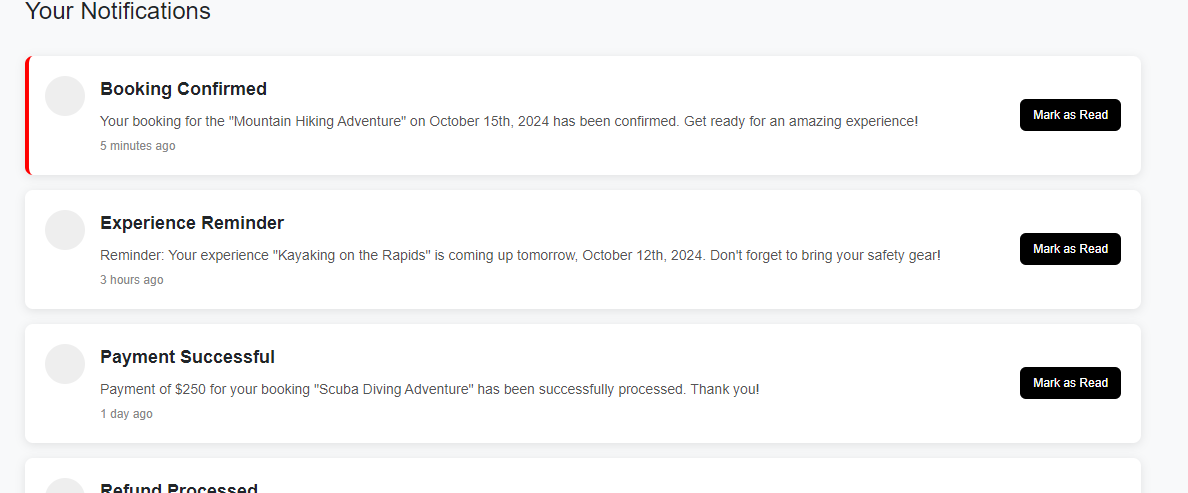 Your Notifications
Booking Confirmed
Your booking for the "Mountain Hiking Adventure" on October 15th, 2024 has been confirmed. Get ready for an amazing experience!
5 minutes ago
Mark as Read
Experience Reminder
Reminder: Your experience "Kayaking on the Rapids" is coming up tomorrow, October 12th, 2024. Don't forget to bring your safety gear!
3 hours ago
Mark as Read
Payment Successful
Payment of $250 for your booking "Scuba Diving Adventure" has been successfully processed. Thank you!
1 day ago
Mark as Read
Refund Processed